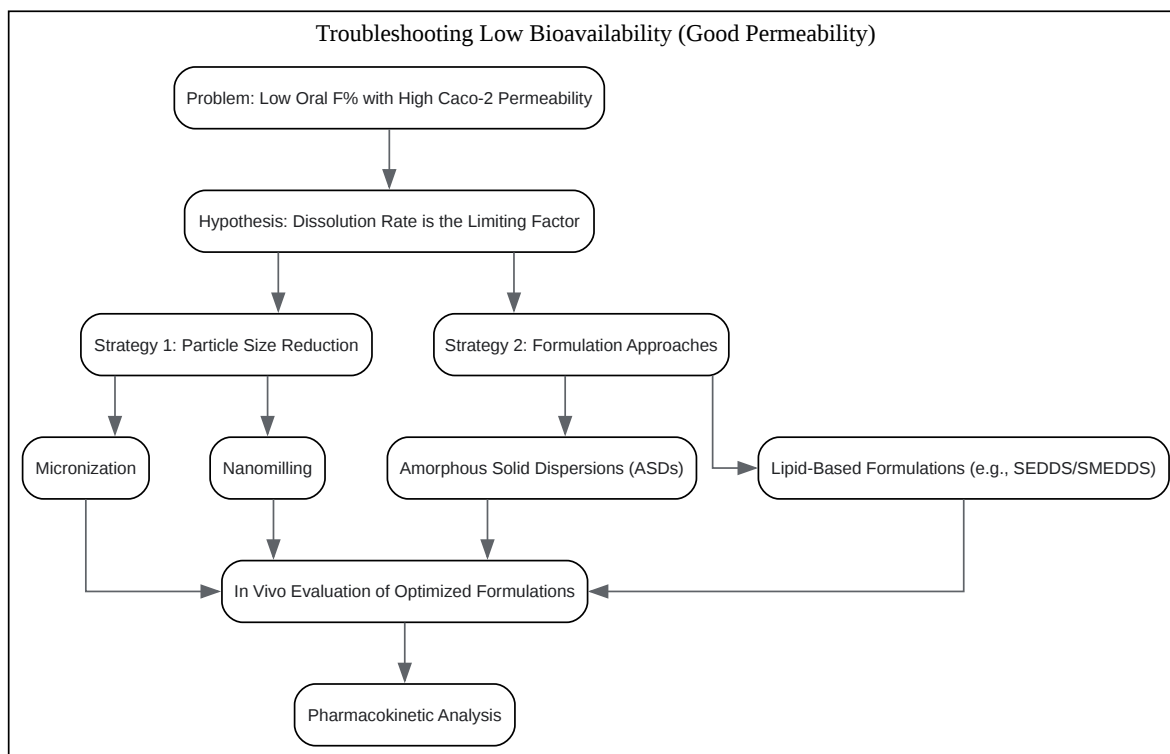 Troubleshooting Low Bioavailability (Good Permeability)
Problem: Low Oral F% with High Caco-2 Permeability
Hypothesis: Dissolution Rate is the Limiting Factor
Strategy 1: Particle Size Reduction
Strategy 2: Formulation Approaches
Micronization
Nanomilling
Amorphous Solid Dispersions (ASDs)
Lipid-Based Formulations (e.g., SEDDS/SMEDDS)
In Vivo Evaluation of Optimized Formulations
Pharmacokinetic Analysis